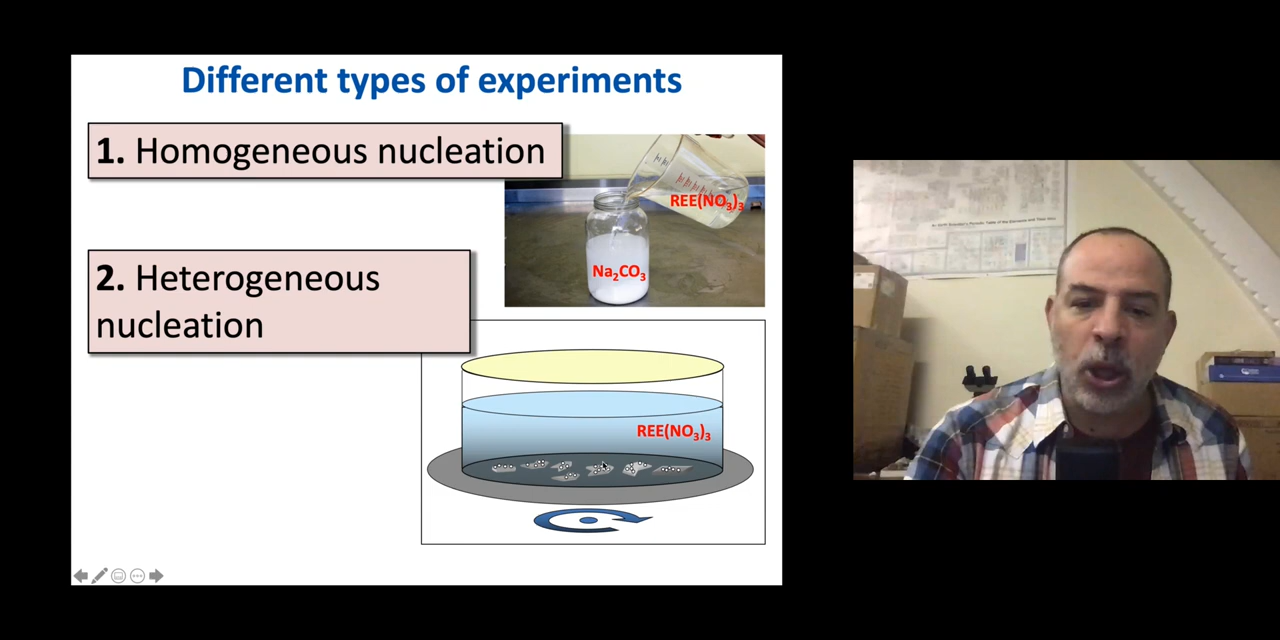 Different types of experiments
1. Homogeneous nucleation
REE(NO₃)₃
Na₂CO₃
2. Heterogeneous
nucleation
REE(NO₃)₃